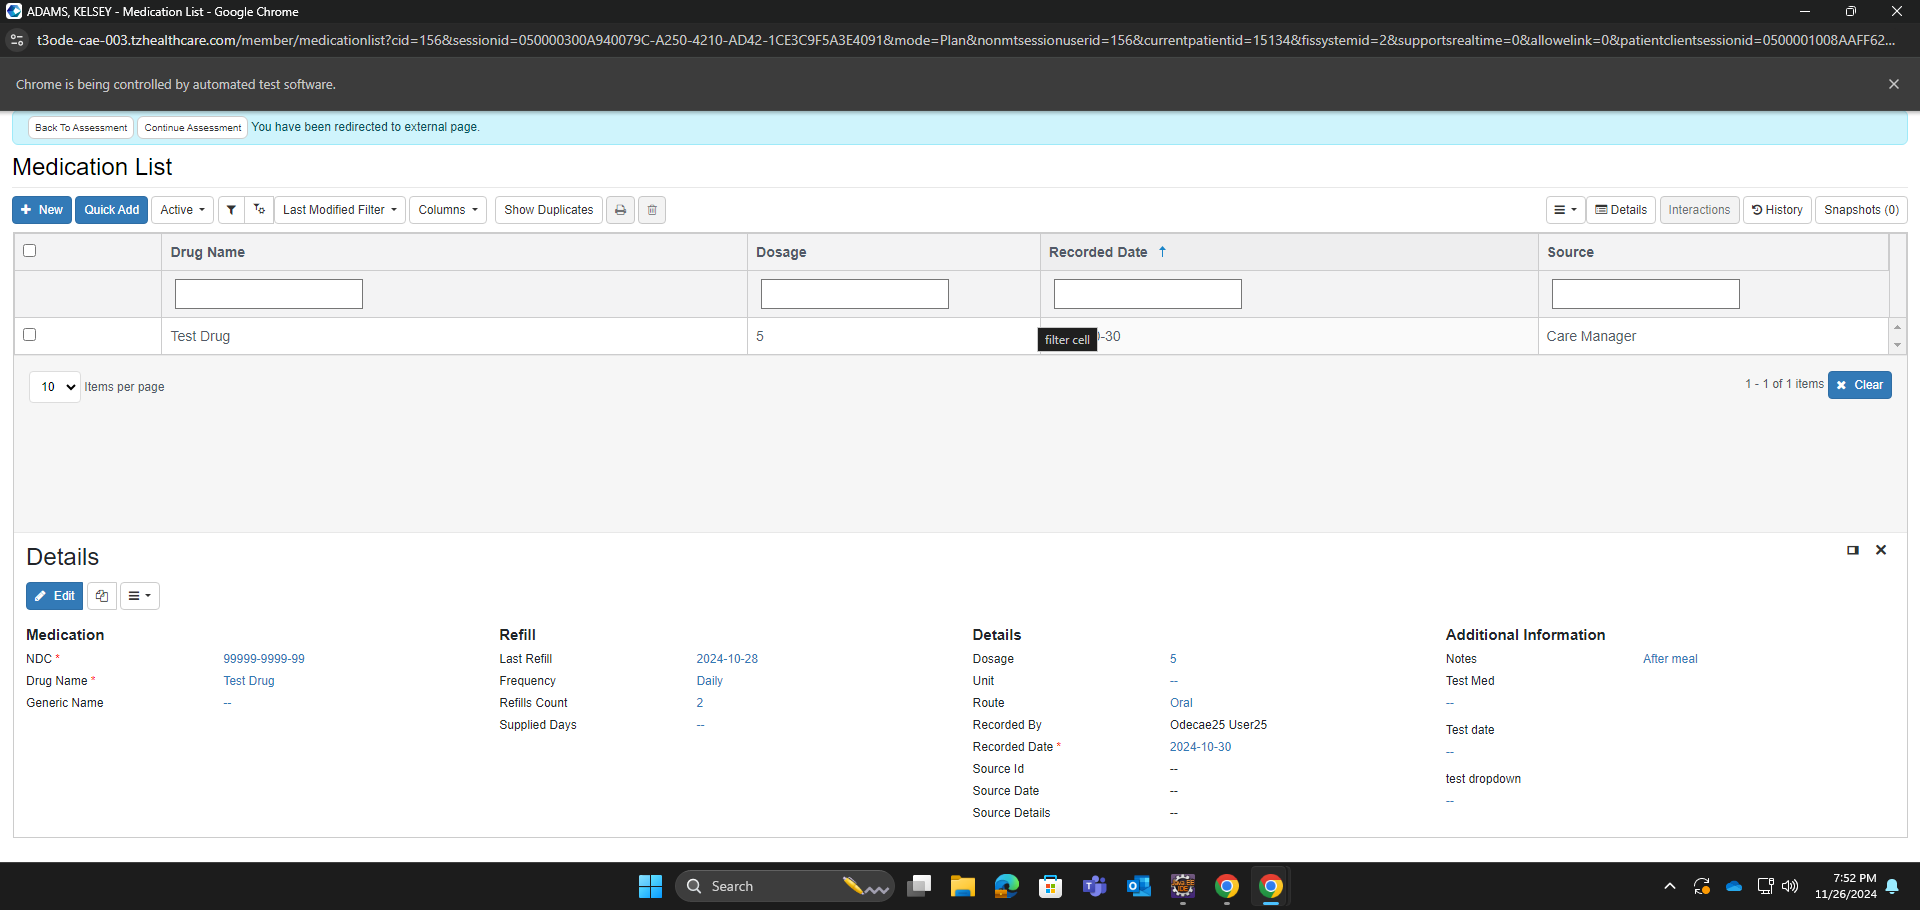 ADAMS, KELSEY - Medication List - Google Chrome
t3ode-cae-003.tzhealthcare.com/member/medicationlist?cid=156&sessionid=050000300A940079C-A250-4210-AD42-1CE3C9F5A3E4091&mode=Plan&nonmtsessionuserid=156&currentpatientid=15134&fissystemid=2&supportsrealtime=0&allowelink=0&patientclientsessionid=0500001008AAFF62...
Chrome is being controlled by automated test software.
Back To Assessment Continue Assessment You have been redirected to external page.
Medication List
New Quick Add Active Last Modified Filter Columns Show Duplicates Details Interactions History Snapshots (0)
Drug Name Dosage Recorded Date Source
Test Drug 5 -30 Care Manager
filter cell
10 Items per page 1 - 1 of 1 items Clear
Details
Edit
Medication Refill Details Additional Information
NDC * 99999-9999-99 Last Refill 2024-10-28 Dosage 5 Notes After meal
Drug Name * Test Drug Frequency Daily Unit -- Test Med
Generic Name -- Refills Count 2 Route Oral --
Supplied Days -- Recorded By Odecae25 User25 Test date
Recorded Date * 2024-10-30 --
Source Id -- test dropdown
Source Date -- --
Source Details --
Search
7:52 PM
11/26/2024